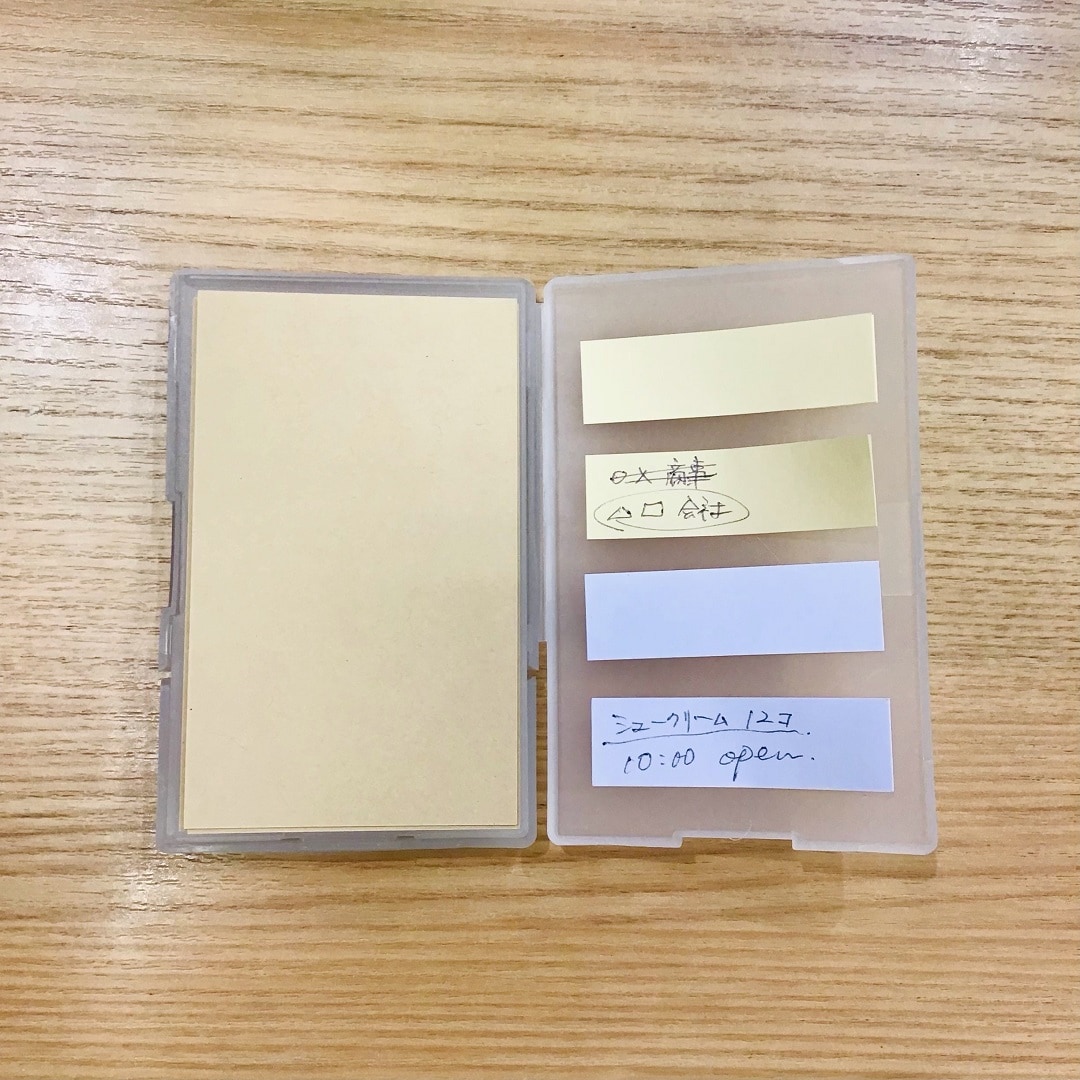 ○×商事
△□会社
シュークリーム 12コ
10:00 open.